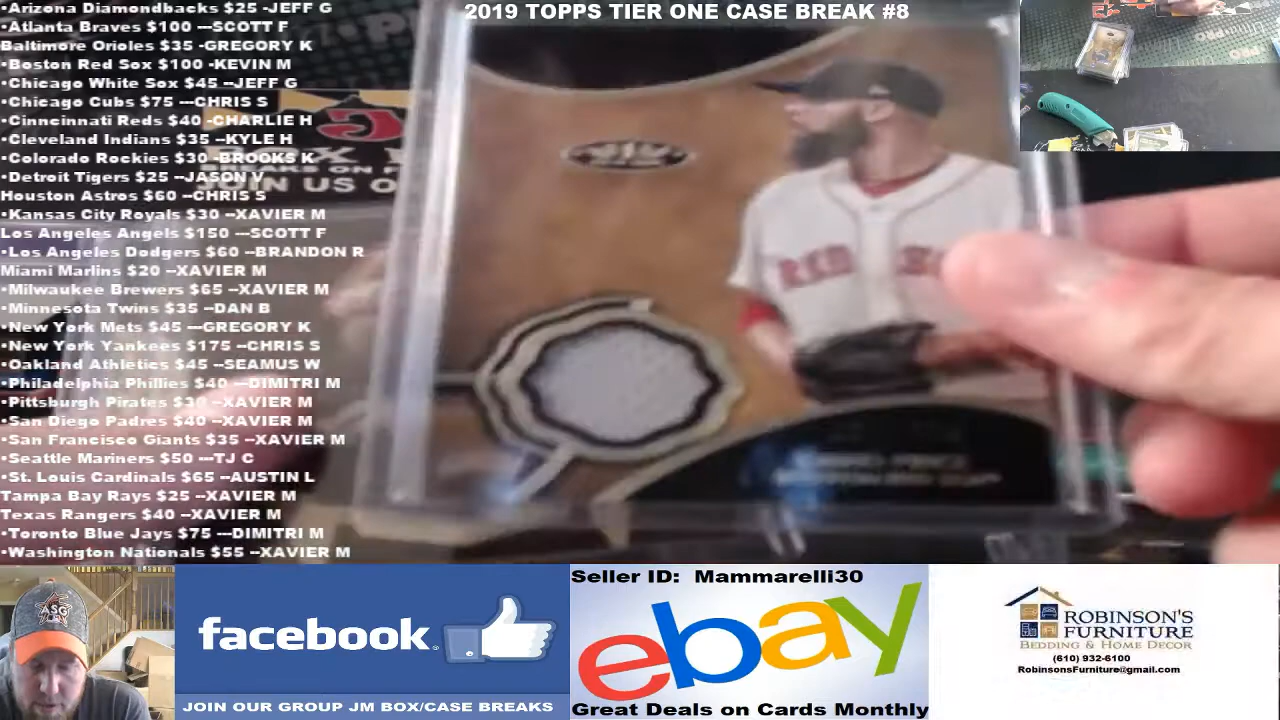 •Arizona Diamondbacks $25 -JEFF G
•Atlanta Braves $100 ---SCOTT F
Baltimore Orioles $35 -GREGORY K
•Boston Red Sox $100 -KEVIN M
•Chicago White Sox $45 --JEFF G
•Chicago Cubs $75 ---CHRIS S
•Cinncinnati Reds $40 -CHARLIE H
•Cleveland Indians $35 --KYLE H
•Colorado Rockies $30 -BROOKS K
•Detroit Tigers $25 --JASON V
Houston Astros $60 --CHRIS S
•Kansas City Royals $30 --XAVIER M
Los Angeles Angels $150 ---SCOTT F
•Los Angeles Dodgers $60 --BRANDON R
Miami Marlins $20 --XAVIER M
•Milwaukee Brewers $65 --XAVIER M
•Minnesota Twins $35 --DAN B
•New York Mets $45 ---GREGORY K
•New York Yankees $175 ---CHRIS S
•Oakland Athletics $45 --SEAMUS W
•Philadelphia Phillies $40 --DIMITRI M
•Pittsburgh Pirates $30 --XAVIER M
•San Diego Padres $40 --XAVIER M
•San Francisco Giants $35 --XAVIER M
•Seattle Mariners $50 ---TJ C
•St. Louis Cardinals $65 --AUSTIN L
Tampa Bay Rays $25 --XAVIER M
Texas Rangers $40 --XAVIER M
•Toronto Blue Jays $75 ---DIMITRI M
•Washington Nationals $55 --XAVIER M
2019 TOPPS TIER ONE CASE BREAK #8
BREAKS ON F
JOIN US O
RED
ASG
facebook
JOIN OUR GROUP JM BOX/CASE BREAKS
Seller ID: Mammarelli30
ebay
Great Deals on Cards Monthly
ROBINSON'S
FURNITURE
BEDDING & HOME DECOR
(610) 932-6100
RobinsonsFurniture@gmail.com